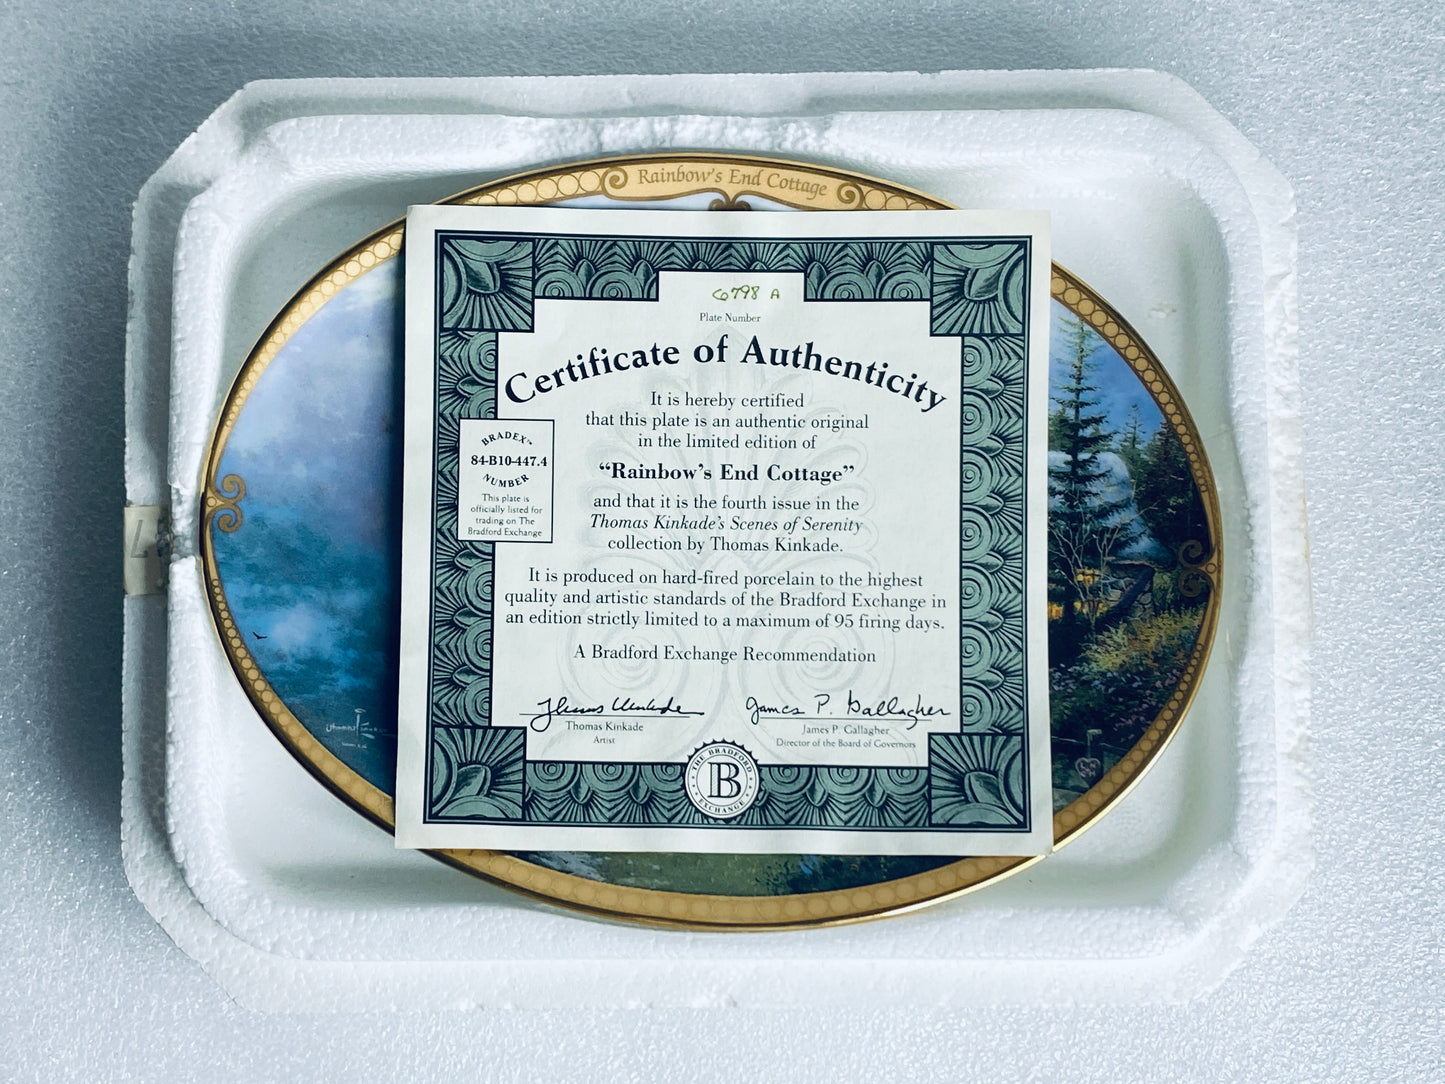 Rainbow's End Cottage
6798 A
Plate Number
Certificate of Authenticity
It is hereby certified
that this plate is an authentic original
in the limited edition of
“Rainbow’s End Cottage”
and that it is the fourth issue in the
Thomas Kinkade’s Scenes of Serenity
collection by Thomas Kinkade.
It is produced on hard-fired porcelain to the highest
quality and artistic standards of the Bradford Exchange in
an edition strictly limited to a maximum of 95 firing days.
A Bradford Exchange Recommendation
BRADEX™
84-B10-447.4
NUMBER
This plate is
officially listed for
trading on The
Bradford Exchange
Thomas Kinkade
Thomas Kinkade
Artist
James P. Gallagher
James P. Gallagher
Director of the Board of Governors
THE BRADFORD
B
EXCHANGE